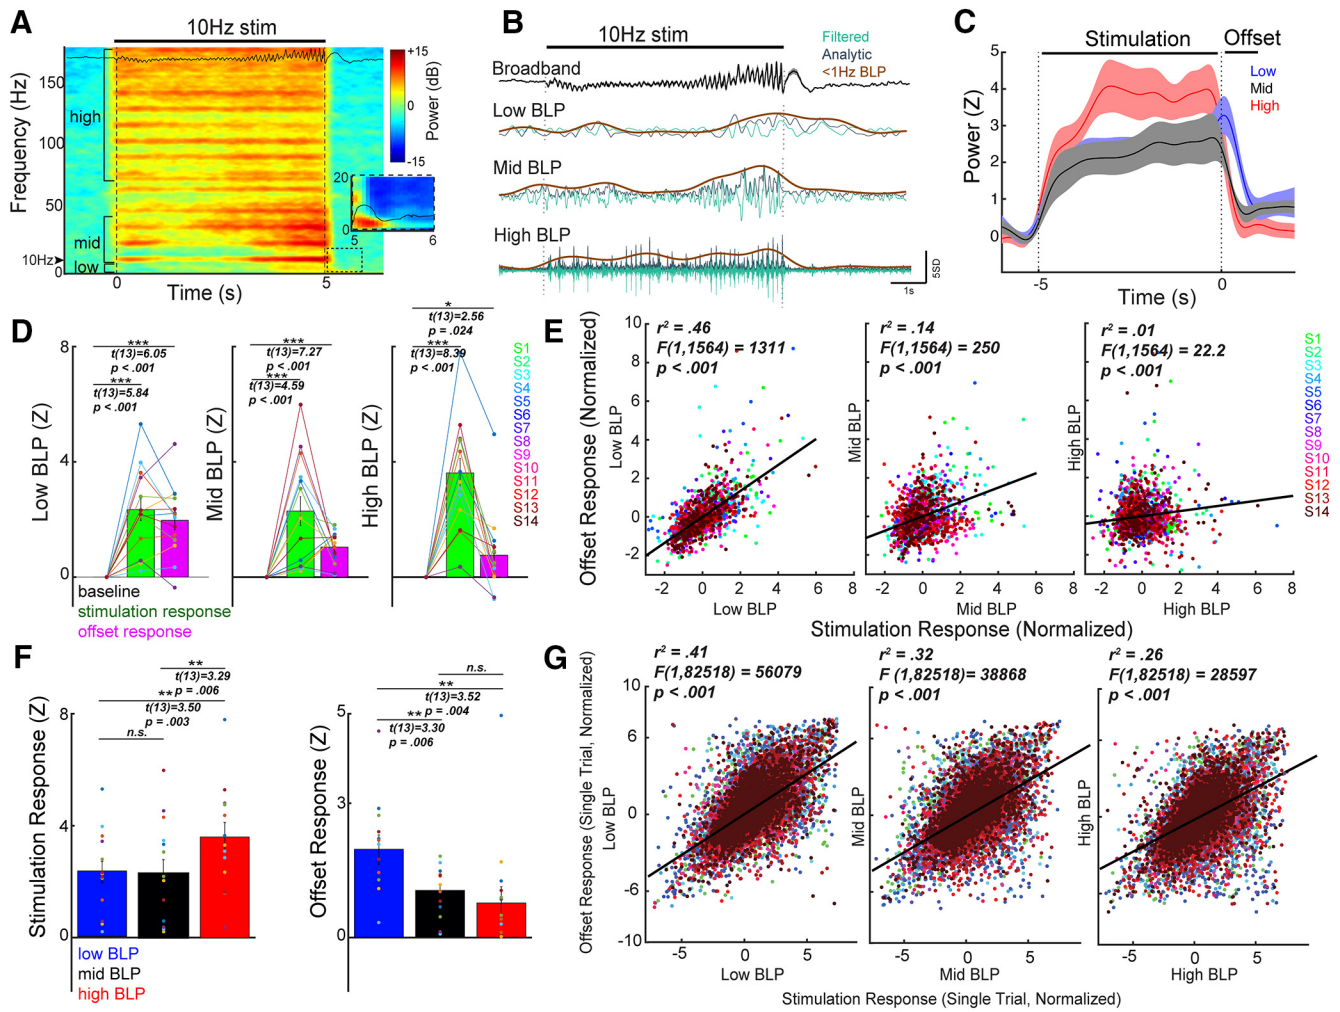 A
10Hz stim
+15
0
-15
Power (dB)
Frequency (Hz)
150
100
50
10Hz
0
high
mid
low
20
0
5
6
0
5
Time (s)
B
10Hz stim
Filtered
Analytic
<1Hz BLP
Broadband
Low BLP
Mid BLP
High BLP
5SD
1s
C
Stimulation
Offset
Low
Mid
High
Power (Z)
5
4
3
2
1
0
-5
0
Time (s)
D
Low BLP (Z)
8
4
0
***
t(13)=6.05
p < .001
***
t(13)=5.84
p < .001
baseline
stimulation response
offset response
Mid BLP (Z)
***
t(13)=7.27
p < .001
***
t(13)=4.59
p < .001
High BLP (Z)
*
t(13)=2.56
p = .024
***
t(13)=8.39
p < .001
S1
S2
S3
S4
S5
S6
S7
S8
S9
S10
S11
S12
S13
S14
E
Offset Response (Normalized)
Low BLP
10
8
6
4
2
0
-2
r² = .46
F(1,1564) = 1311
p < .001
-2
0
2
4
6
8
Low BLP
Mid BLP
r² = .14
F(1,1564) = 250
p < .001
-2
0
2
4
6
8
Mid BLP
High BLP
r² = .01
F(1,1564) = 22.2
p < .001
-2
0
2
4
6
8
High BLP
Stimulation Response (Normalized)
S1
S2
S3
S4
S5
S6
S7
S8
S9
S10
S11
S12
S13
S14
F
Stimulation Response (Z)
8
4
0
**
t(13)=3.29
p = .006
**
t(13)=3.50
p = .003
n.s.
low BLP
mid BLP
high BLP
Offset Response (Z)
5
3
0
n.s.
**
t(13)=3.52
p = .004
**
t(13)=3.30
p = .006
G
Offset Response (Single Trial, Normalized)
Low BLP
10
6
0
-6
-10
r² = .41
F(1,82518) = 56079
p < .001
-5
0
5
Low BLP
Mid BLP
r² = .32
F (1,82518) = 38868
p < .001
-5
0
5
Mid BLP
High BLP
r² = .26
F(1,82518) = 28597
p < .001
-5
0
5
High BLP
Stimulation Response (Single Trial, Normalized)